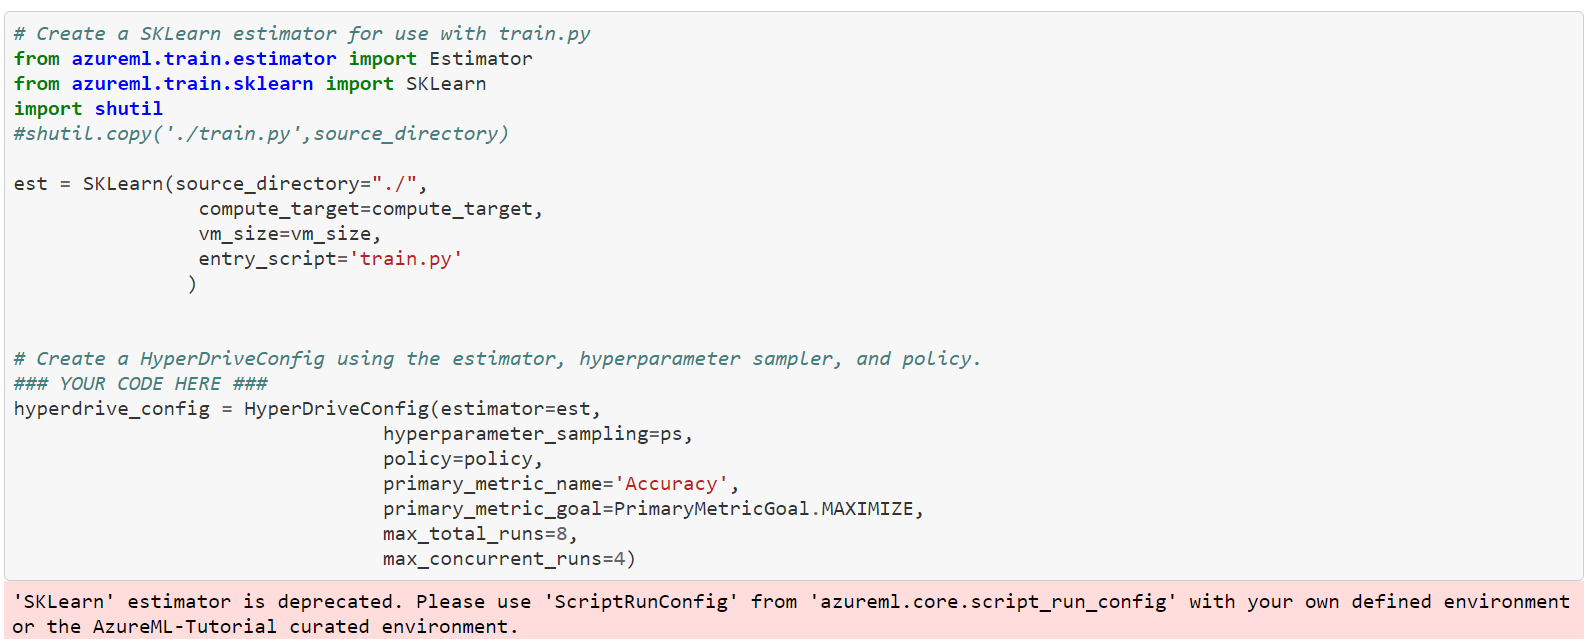 # Create a SKLearn estimator for use with train.py
from azureml.train.estimator import Estimator
from azureml.train.sklearn import SKLearn
import shutil
#shutil.copy('./train.py',source_directory)

est = SKLearn(source_directory="./",
                compute_target=compute_target,
                vm_size=vm_size,
                entry_script='train.py'
               )


# Create a HyperDriveConfig using the estimator, hyperparameter sampler, and policy.
### YOUR CODE HERE ###
hyperdrive_config = HyperDriveConfig(estimator=est,
                                hyperparameter_sampling=ps,
                                policy=policy,
                                primary_metric_name='Accuracy',
                                primary_metric_goal=PrimaryMetricGoal.MAXIMIZE,
                                max_total_runs=8,
                                max_concurrent_runs=4)
'SKLearn' estimator is deprecated. Please use 'ScriptRunConfig' from 'azureml.core.script_run_config' with your own defined environment
or the AzureML-Tutorial curated environment.